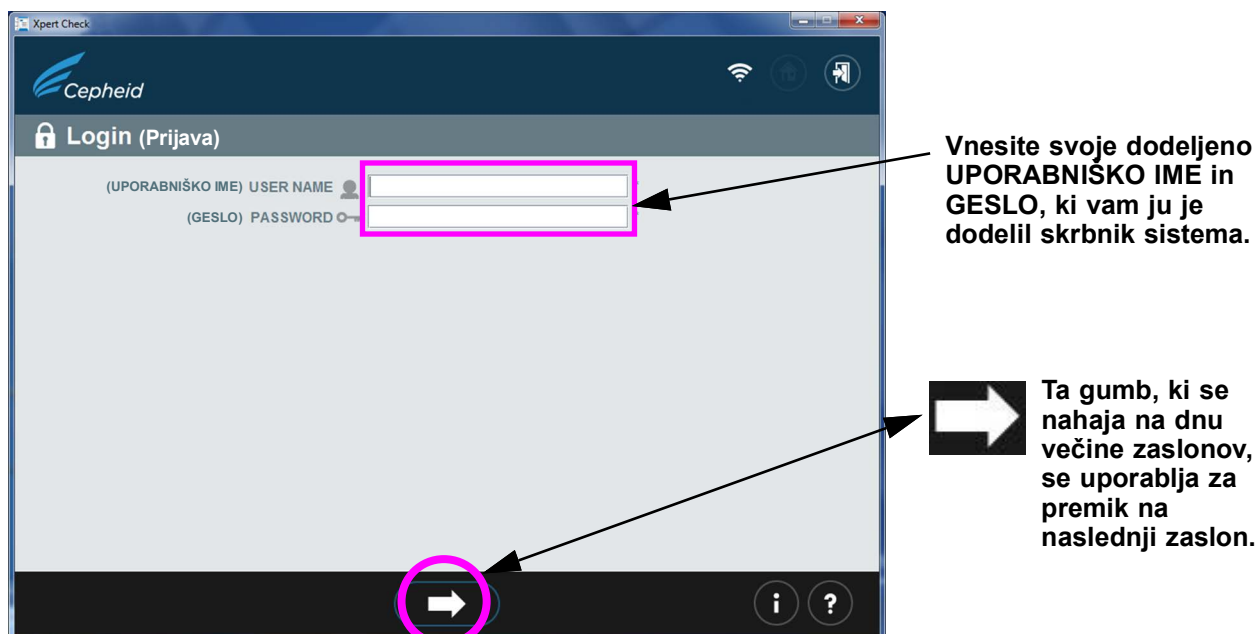 Xpert Check
Cepheid
Login (Prijava)
(UPORABNIŠKO IME) USER NAME
(GESLO) PASSWORD
Vnesite svoje dodeljeno
UPORABNIŠKO IME in
GESLO, ki vam ju je
dodelil skrbnik sistema.
Ta gumb, ki se
nahaja na dnu
večine zaslonov,
se uporablja za
premik na
naslednji zaslon.
i ?